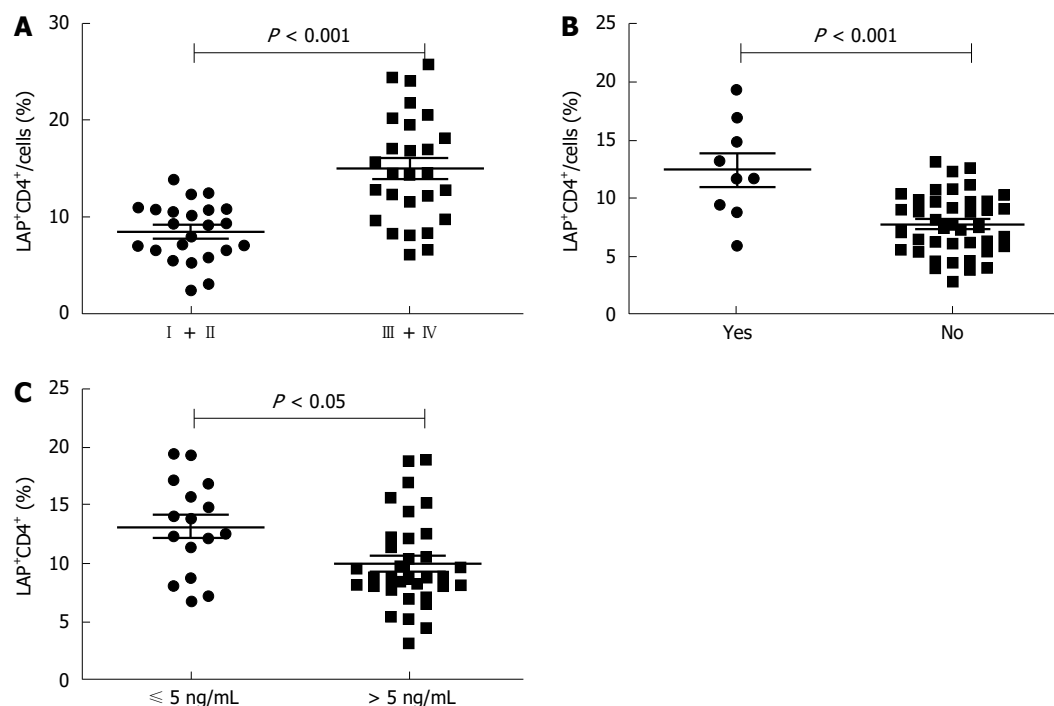 A
P < 0.001
LAP⁺CD4⁺/cells (%)
30
20
10
0
Ⅰ + Ⅱ
Ⅲ + Ⅳ
B
P < 0.001
LAP⁺CD4⁺/cells (%)
25
20
15
10
5
0
Yes
No
C
P < 0.05
LAP⁺CD4⁺ (%)
25
20
15
10
5
0
≤ 5 ng/mL
> 5 ng/mL